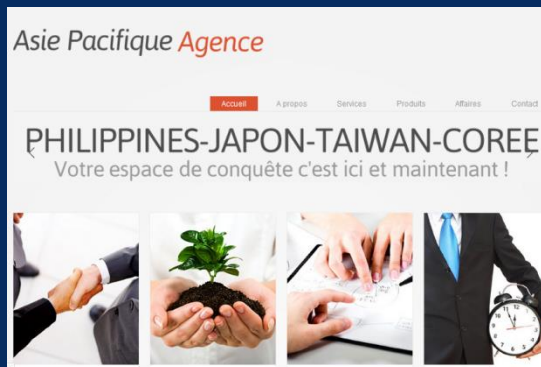 Asie Pacifique Agence
Accueil A propos Services Produits Affaires Contact
PHILIPPINES-JAPON-TAIWAN-COREE
Votre espace de conquête c'est ici et maintenant !